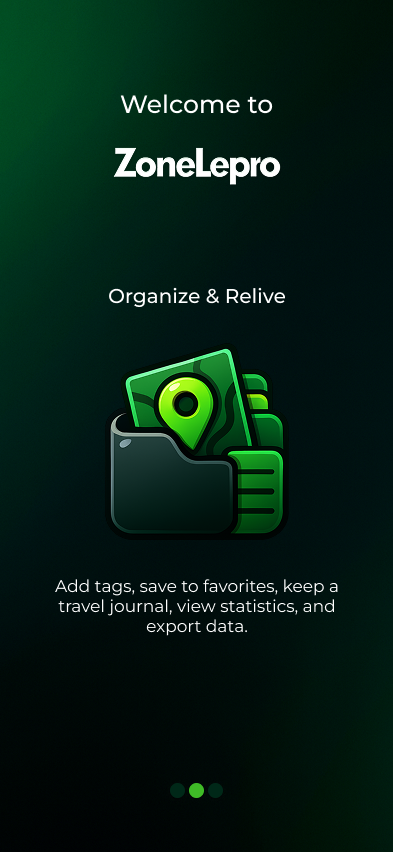 Welcome to
ZoneLepro
Organize & Relive
Add tags, save to favorites, keep a
travel journal, view statistics, and
export data.